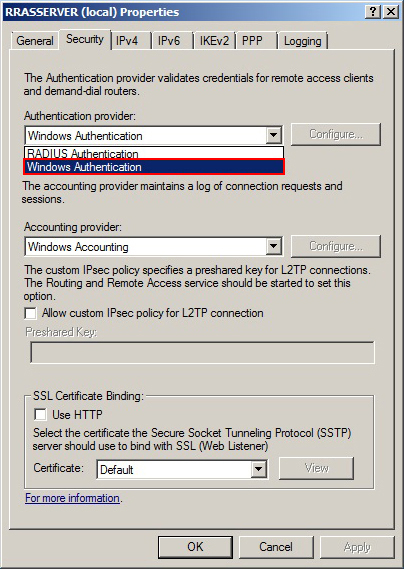 RRASSERVER (local) Properties
General Security IPv4 IPv6 IKEv2 PPP Logging
The Authentication provider validates credentials for remote access clients
and demand-dial routers.
Authentication provider:
Windows Authentication Configure...
RADIUS Authentication
Windows Authentication
The accounting provider maintains a log of connection requests and
sessions.
Accounting provider:
Windows Accounting Configure...
The custom IPsec policy specifies a preshared key for L2TP connections.
The Routing and Remote Access service should be started to set this
option.
Allow custom IPsec policy for L2TP connection
Preshared Key:
SSL Certificate Binding:
Use HTTP
Select the certificate the Secure Socket Tunneling Protocol (SSTP)
server should use to bind with SSL (Web Listener)
Certificate: Default View
For more information.
OK Cancel Apply